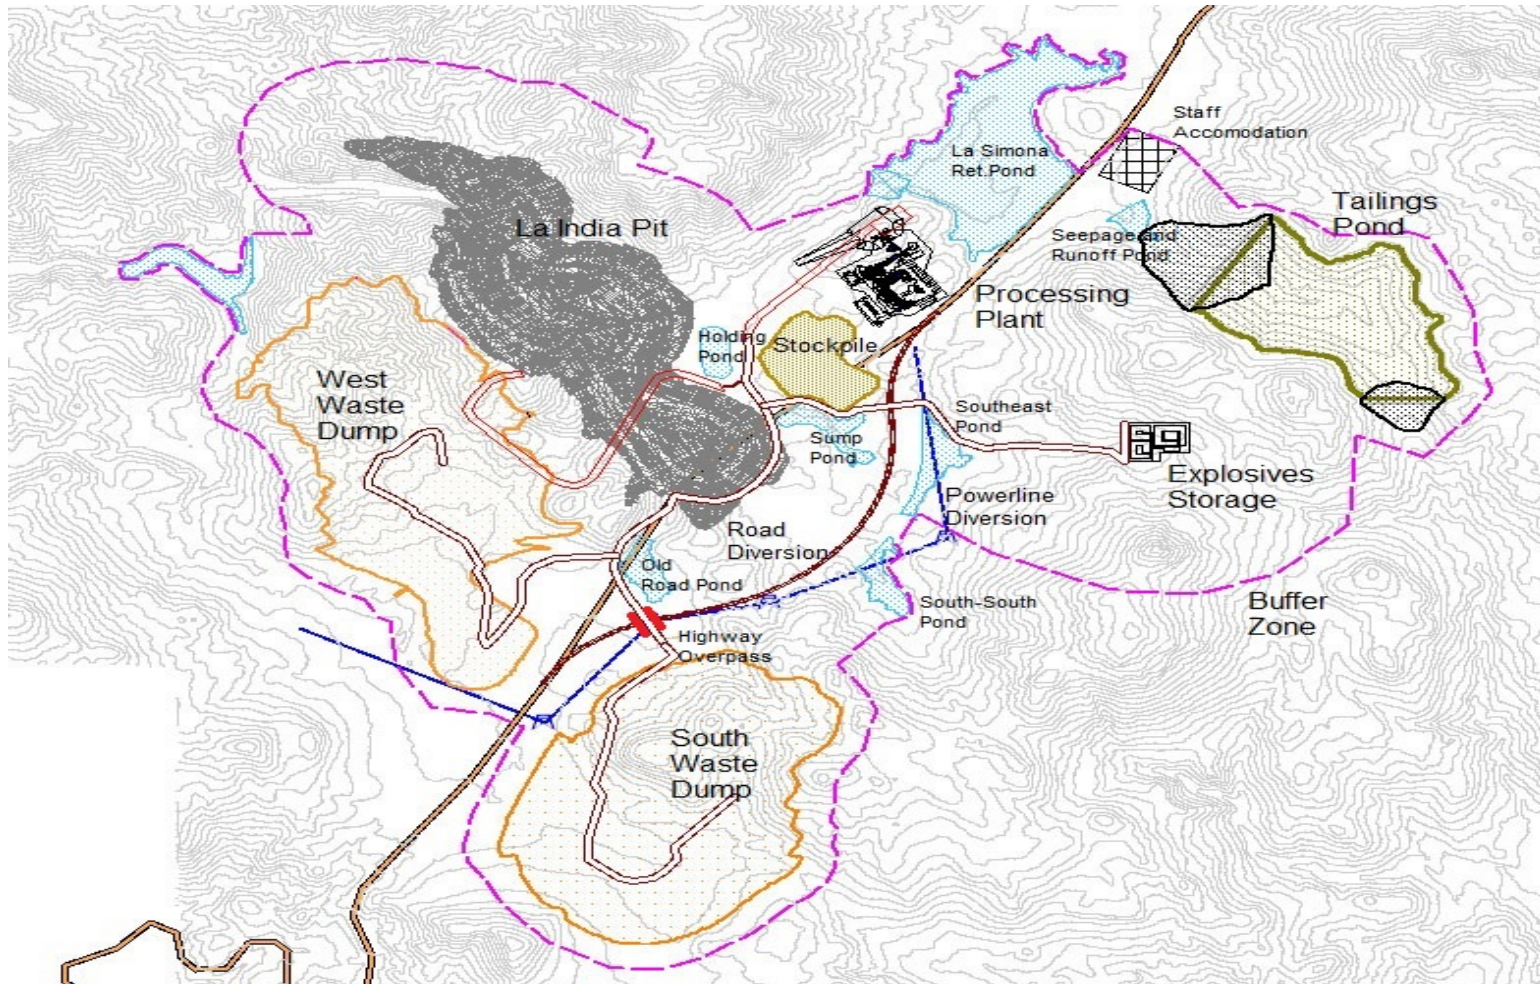 Staff
Accomodation
La Simona
Ret.Pond
Tailings
Pond
La India Pit
Seepage and
Runoff Pond
Processing
Plant
Holding
Pond
Stockpile
West
Waste
Dump
Southeast
Pond
Sump
Pond
Explosives
Storage
Powerline
Diversion
Road
Diversion
Old
Road Pond
South-South
Pond
Buffer
Zone
Highway
Overpass
South
Waste
Dump